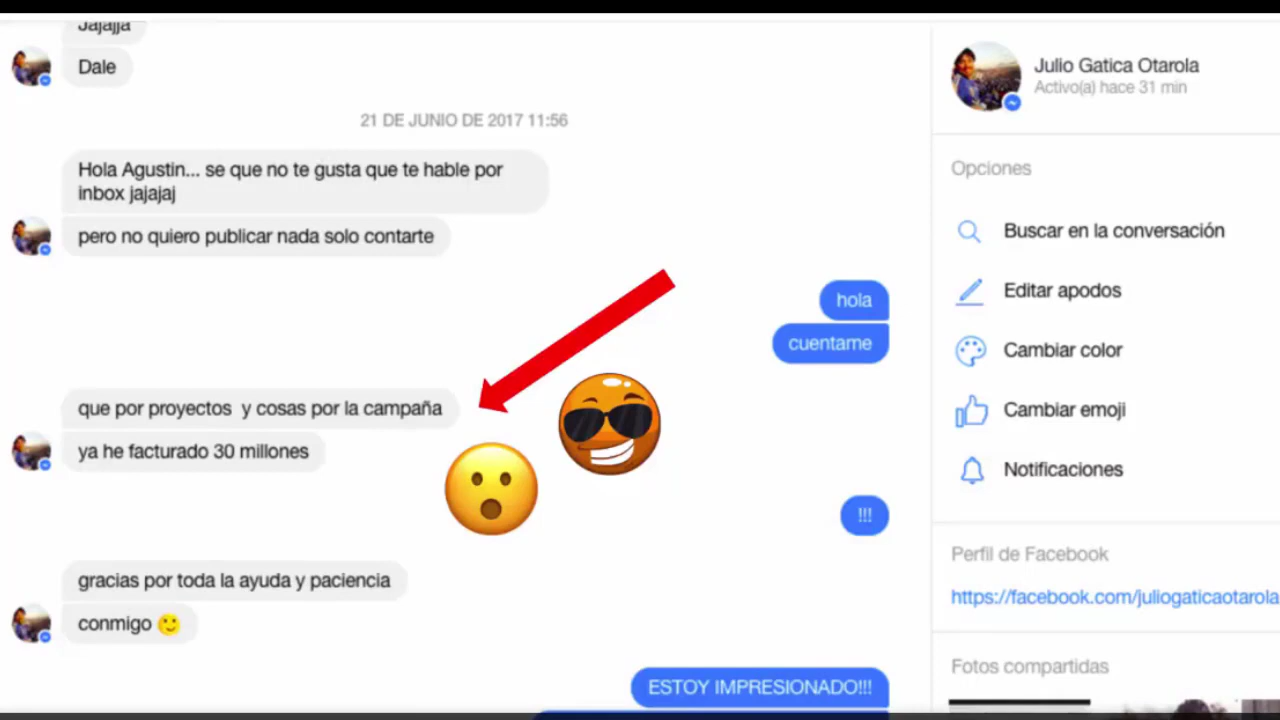 Jajajja
Dale
21 DE JUNIO DE 2017 11:56
Hola Agustin... se que no te gusta que te hable por
inbox jajajaj
pero no quiero publicar nada solo contarte
hola
cuentame
que por proyectos y cosas por la campaña
ya he facturado 30 millones
!!!
gracias por toda la ayuda y paciencia
conmigo 🙂
ESTOY IMPRESIONADO!!!
Julio Gatica Otarola
Activo(a) hace 31 min
Opciones
Buscar en la conversación
Editar apodos
Cambiar color
Cambiar emoji
Notificaciones
Perfil de Facebook
https://facebook.com/juliogaticaotarola
Fotos compartidas